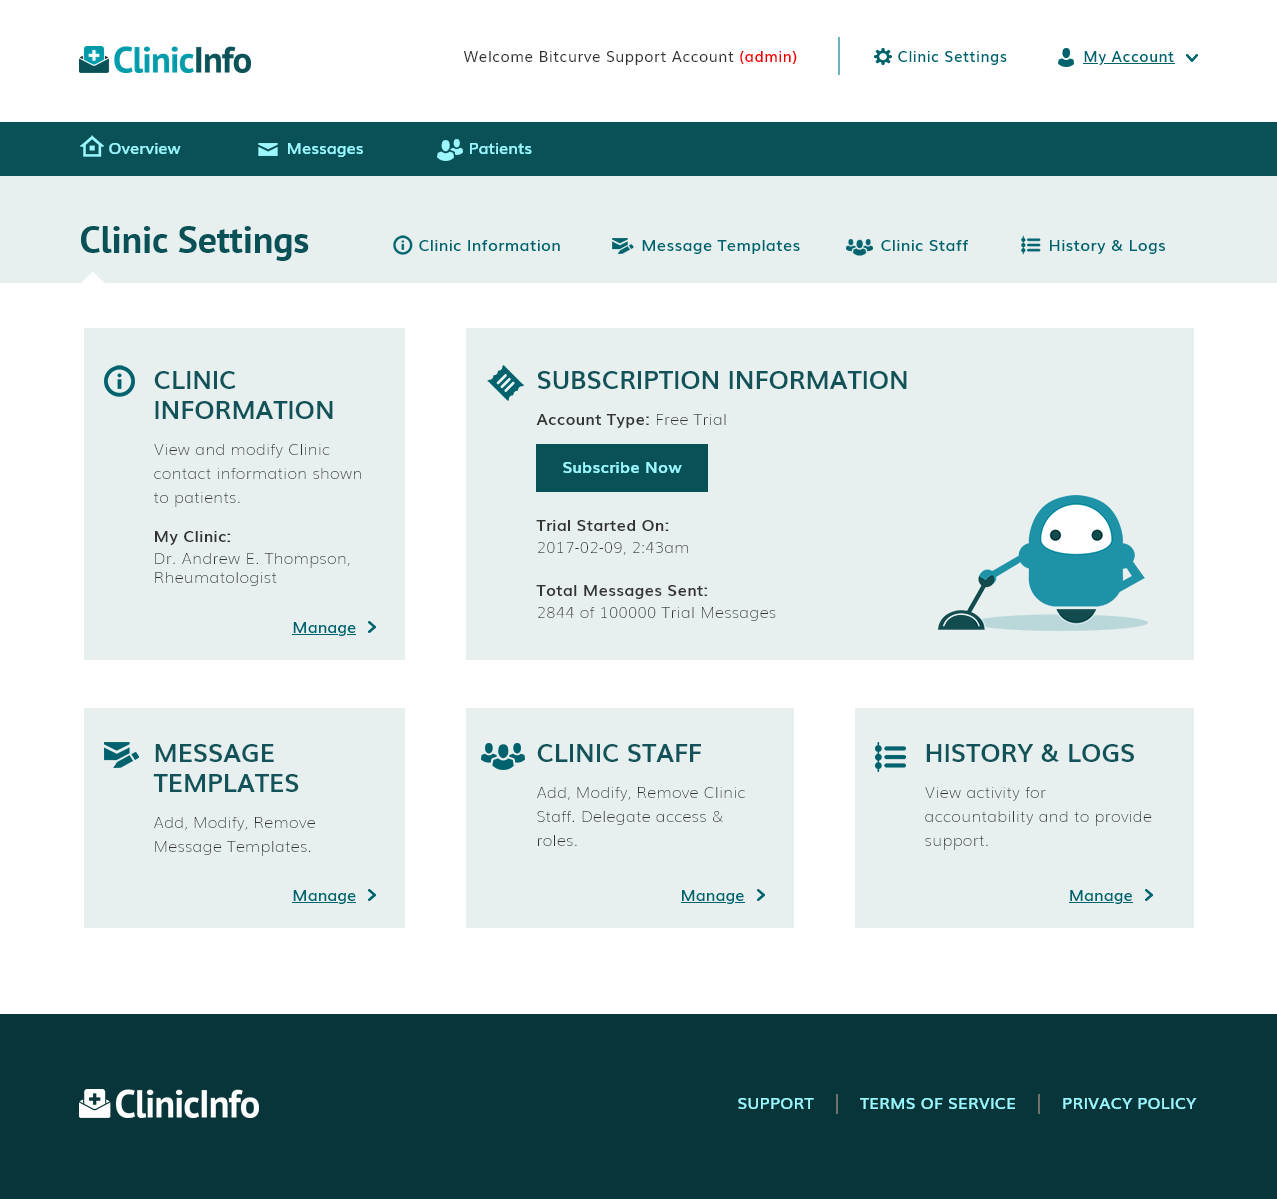 ClinicInfo
Welcome Bitcurve Support Account (admin)
Clinic Settings
My Account
Overview
Messages
Patients
Clinic Settings
Clinic Information
Message Templates
Clinic Staff
History & Logs
CLINIC
INFORMATION
View and modify Clinic
contact information shown
to patients.
My Clinic:
Dr. Andrew E. Thompson,
Rheumatologist
Manage
SUBSCRIPTION INFORMATION
Account Type: Free Trial
Subscribe Now
Trial Started On:
2017-02-09, 2:43am
Total Messages Sent:
2844 of 100000 Trial Messages
MESSAGE
TEMPLATES
Add, Modify, Remove
Message Templates.
Manage
CLINIC STAFF
Add, Modify, Remove Clinic
Staff. Delegate access &
roles.
Manage
HISTORY & LOGS
View activity for
accountability and to provide
support.
Manage
ClinicInfo
SUPPORT
TERMS OF SERVICE
PRIVACY POLICY